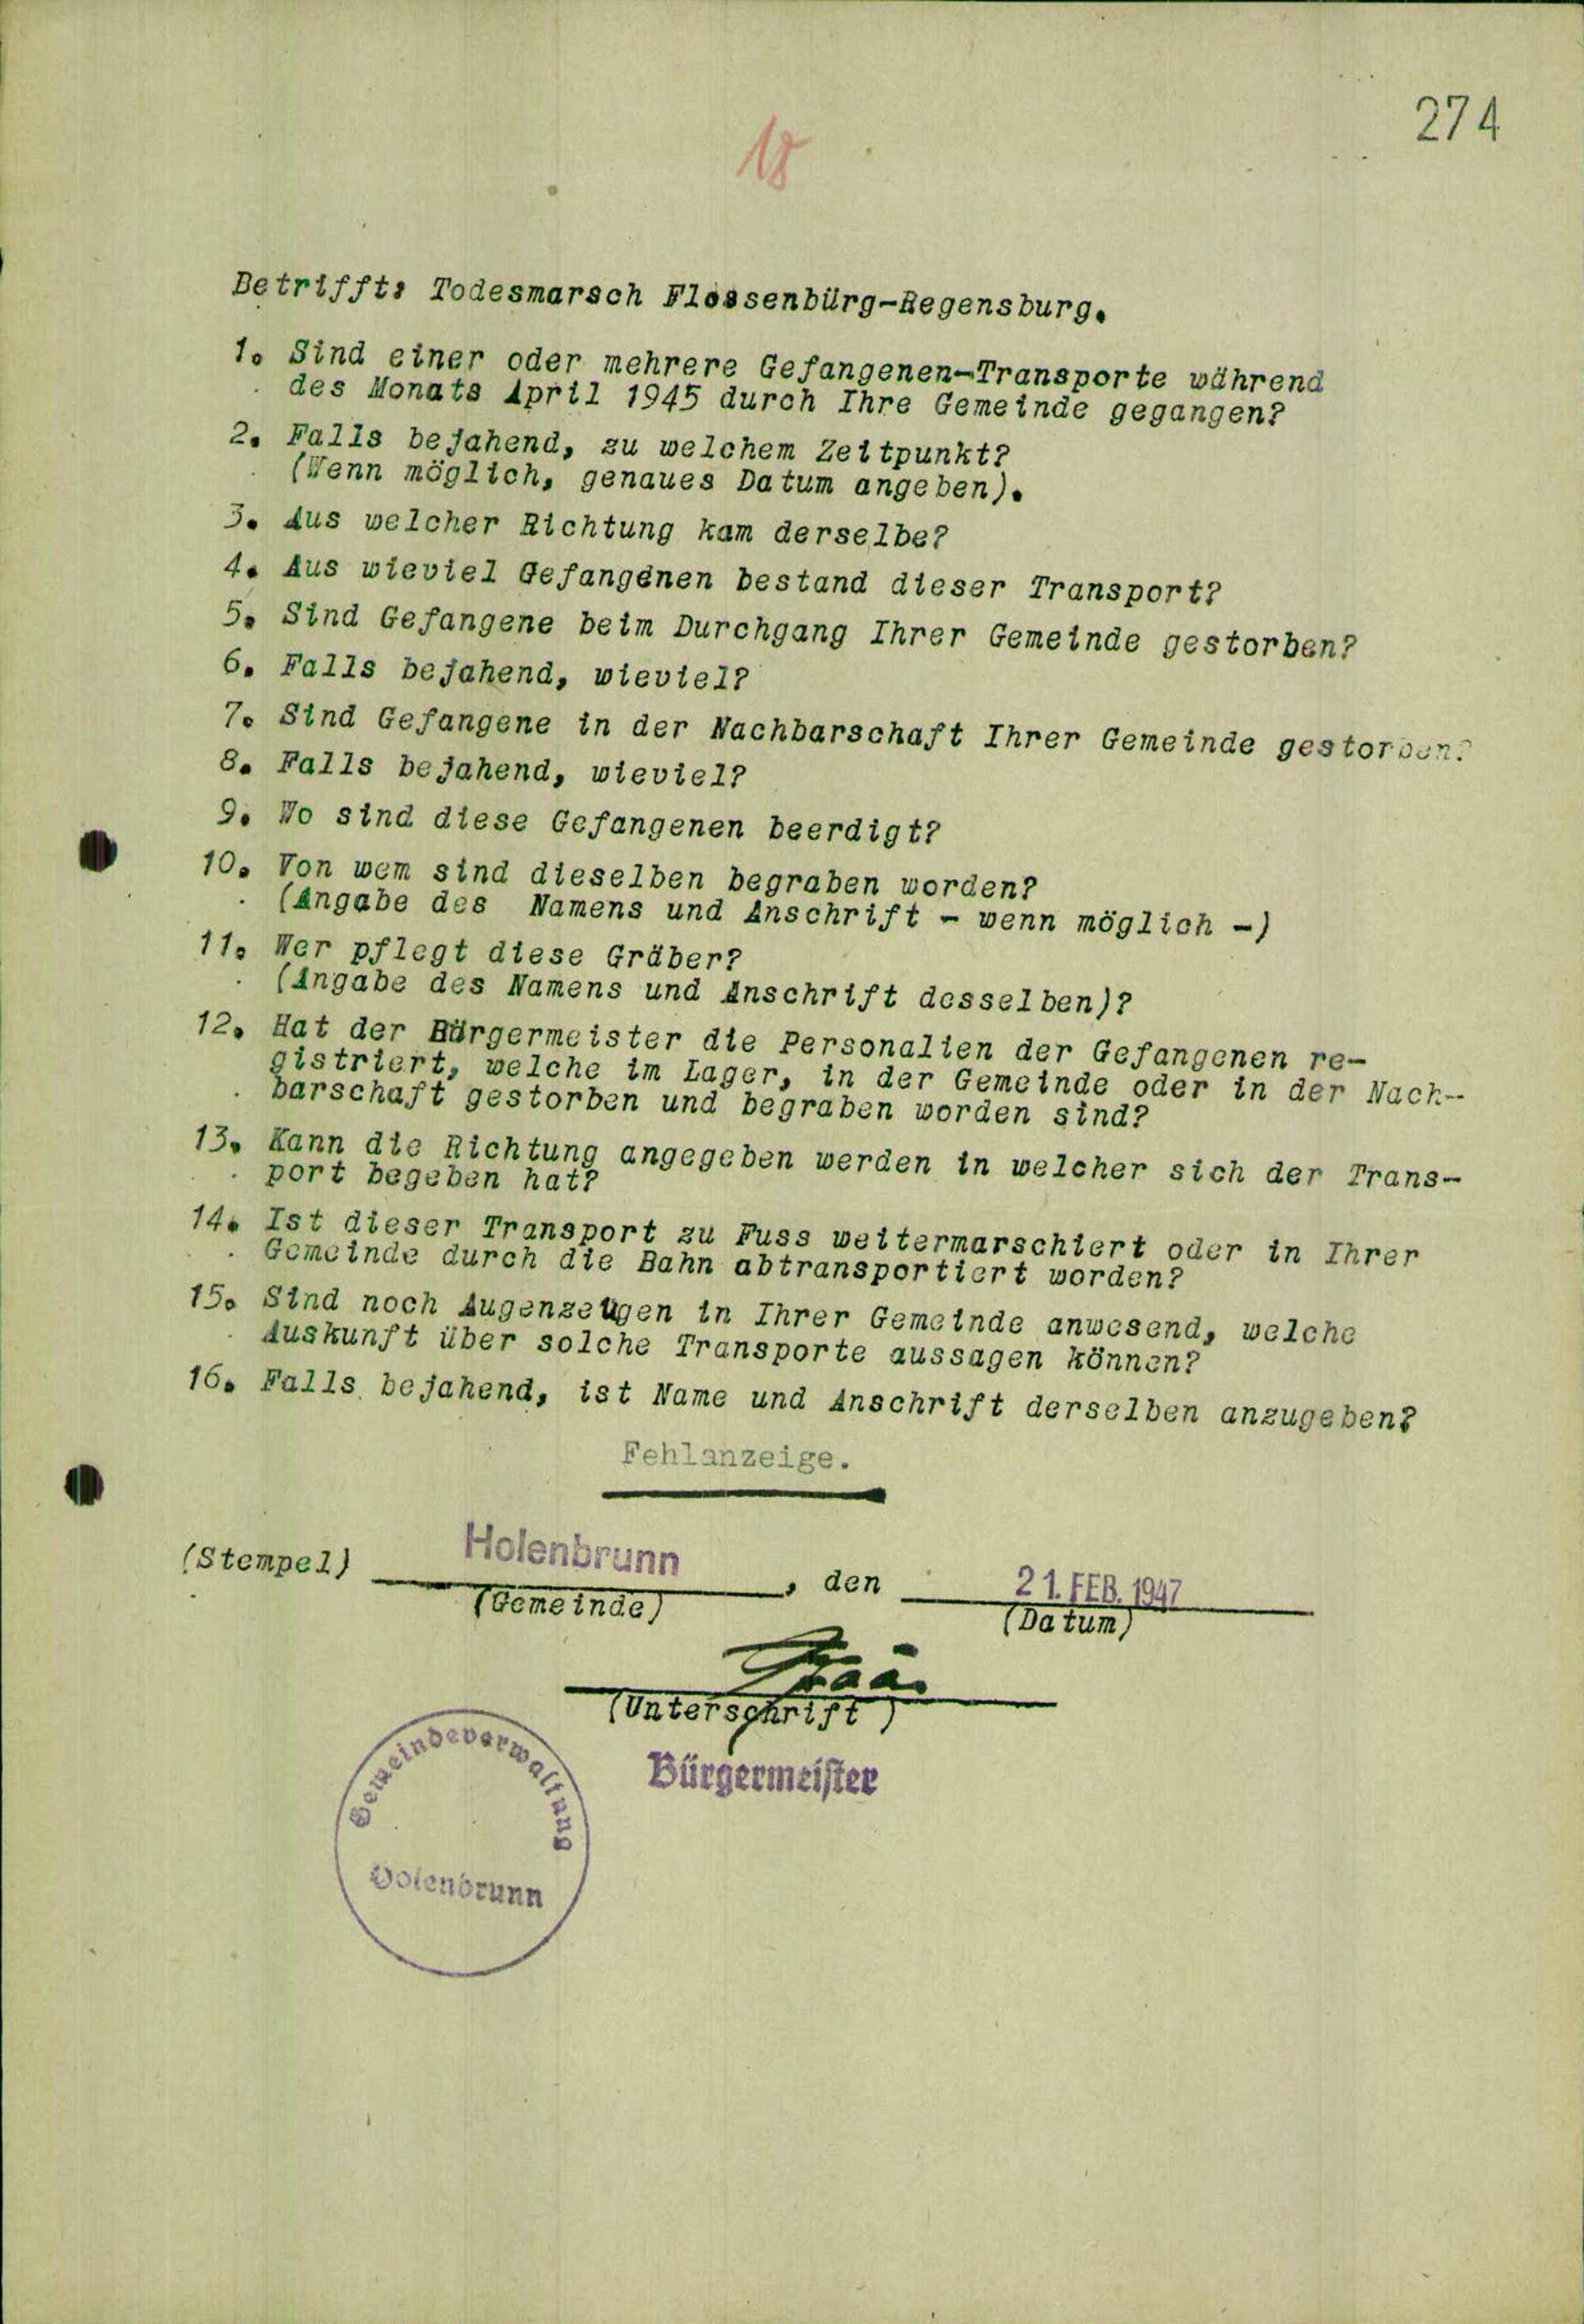 274
18
Betrifft: Todesmarsch Flossenbürg-Regensburg.
1. Sind einer oder mehrere Gefangenen-Transporte während
des Monats April 1945 durch Ihre Gemeinde gegangen?
2. Falls bejahend, zu welchem Zeitpunkt?
(Wenn möglich, genaues Datum angeben).
3. Aus welcher Richtung kam derselbe?
4. Aus wieviel Gefangenen bestand dieser Transport?
5. Sind Gefangene beim Durchgang Ihrer Gemeinde gestorben?
6. Falls bejahend, wieviel?
7. Sind Gefangene in der Nachbarschaft Ihrer Gemeinde gestorben?
8. Falls bejahend, wieviel?
9. Wo sind diese Gefangenen beerdigt?
10. Von wem sind dieselben begraben worden?
(Angabe des Namens und Anschrift - wenn möglich -)
11. Wer pflegt diese Gräber?
(Angabe des Namens und Anschrift desselben)?
12. Hat der Bürgermeister die Personalien der Gefangenen re-
gistriert, welche im Lager, in der Gemeinde oder in der Nach-
barschaft gestorben und begraben worden sind?
13. Kann die Richtung angegeben werden in welcher sich der Trans-
port begeben hat?
14. Ist dieser Transport zu Fuss weitermarschiert oder in Ihrer
Gemeinde durch die Bahn abtransportiert worden?
15. Sind noch Augenzeugen in Ihrer Gemeinde anwesend, welche
Auskunft über solche Transporte aussagen können?
16. Falls bejahend, ist Name und Anschrift derselben anzugeben?
Fehlanzeige.
(Stempel) Holenbrunn, den 21. FEB. 1947
(Gemeinde) (Datum)
(Unterschrift)
Bürgermeister
Gemeindeverwaltung
Holenbrunn